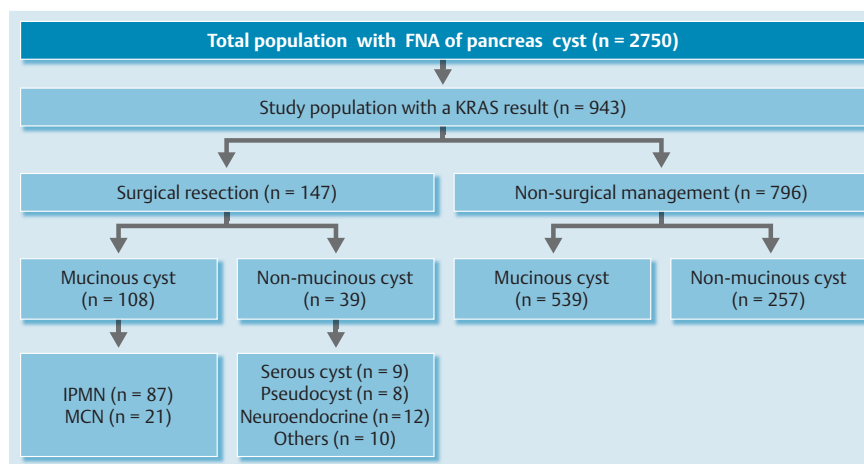 Total population with FNA of pancreas cyst (n = 2750)
Study population with a KRAS result (n = 943)
Surgical resection (n = 147)
Non-surgical management (n = 796)
Mucinous cyst
(n = 108)
Non-mucinous cyst
(n = 39)
Mucinous cyst
(n = 539)
Non-mucinous cyst
(n = 257)
IPMN (n = 87)
MCN (n = 21)
Serous cyst (n = 9)
Pseudocyst (n = 8)
Neuroendocrine (n = 12)
Others (n = 10)